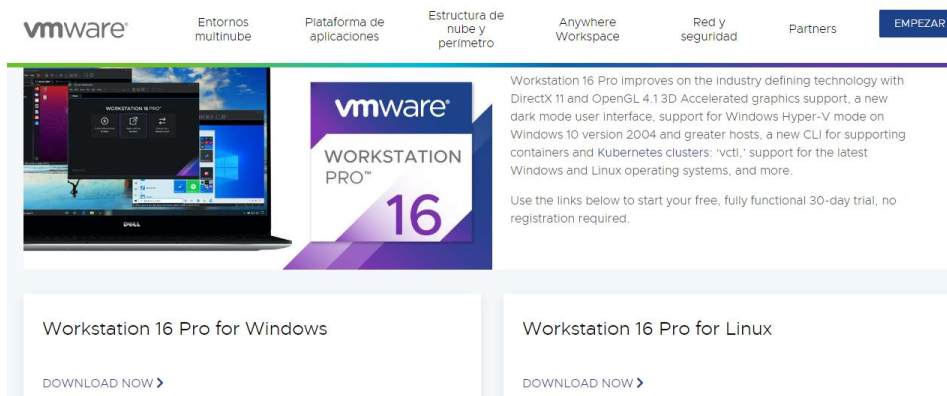 vmware®
Entornos
multinube
Plataforma de
aplicaciones
Estructura de
nube y
perímetro
Anywhere
Workspace
Red y
seguridad
Partners
EMPEZAR
WORKSTATION 16 PRO™
DELL
vmware®
WORKSTATION
PRO™
16
Workstation 16 Pro improves on the industry defining technology with
DirectX 11 and OpenGL 4.1 3D Accelerated graphics support, a new
dark mode user interface, support for Windows Hyper-V mode on
Windows 10 version 2004 and greater hosts, a new CLI for supporting
containers and Kubernetes clusters: ‘vctl,’ support for the latest
Windows and Linux operating systems, and more.
Use the links below to start your free, fully functional 30-day trial, no
registration required.
Workstation 16 Pro for Windows
DOWNLOAD NOW >
Workstation 16 Pro for Linux
DOWNLOAD NOW >